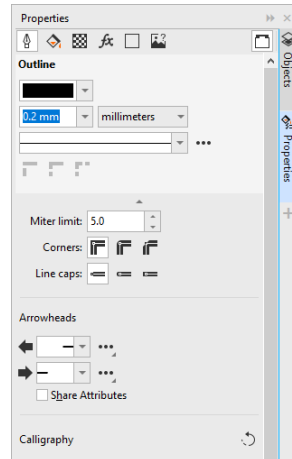 Properties
Outline
0.2 mm
millimeters
Miter limit: 5.0
Corners:
Line caps:
Arrowheads
Share Attributes
Calligraphy
Objects
Properties